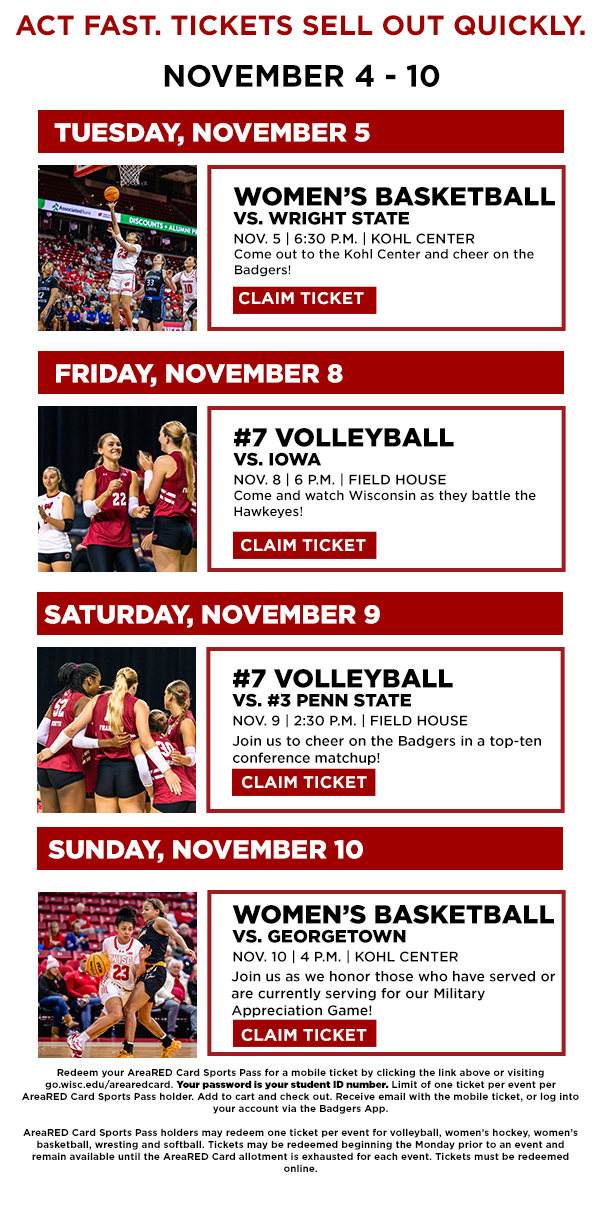 ACT FAST. TICKETS SELL OUT QUICKLY.
NOVEMBER 4 - 10
TUESDAY, NOVEMBER 5
Associated Bank
DISCOUNTS + ALUMNI
23
33
10
WOMEN'S BASKETBALL
VS. WRIGHT STATE
NOV. 5 | 6:30 P.M. | KOHL CENTER
Come out to the Kohl Center and cheer on the
Badgers!
CLAIM TICKET
FRIDAY, NOVEMBER 8
22
#7 VOLLEYBALL
VS. IOWA
NOV. 8 | 6 P.M. | FIELD HOUSE
Come and watch Wisconsin as they battle the
Hawkeyes!
CLAIM TICKET
SATURDAY, NOVEMBER 9
52
#7 VOLLEYBALL
VS. #3 PENN STATE
NOV. 9 | 2:30 P.M. | FIELD HOUSE
Join us to cheer on the Badgers in a top-ten
conference matchup!
CLAIM TICKET
SUNDAY, NOVEMBER 10
23
WOMEN'S BASKETBALL
VS. GEORGETOWN
NOV. 10 | 4 P.M. | KOHL CENTER
Join us as we honor those who have served or
are currently serving for our Military
Appreciation Game!
CLAIM TICKET
Redeem your AreaRED Card Sports Pass for a mobile ticket by clicking the link above or visiting
go.wisc.edu/arearedcard. Your password is your student ID number. Limit of one ticket per event per
AreaRED Card Sports Pass holder. Add to cart and check out. Receive email with the mobile ticket, or log into
your account via the Badgers App.
AreaRED Card Sports Pass holders may redeem one ticket per event for volleyball, women's hockey, women's
basketball, wresting and softball. Tickets may be redeemed beginning the Monday prior to an event and
remain available until the AreaRED Card allotment is exhausted for each event. Tickets must be redeemed
online.